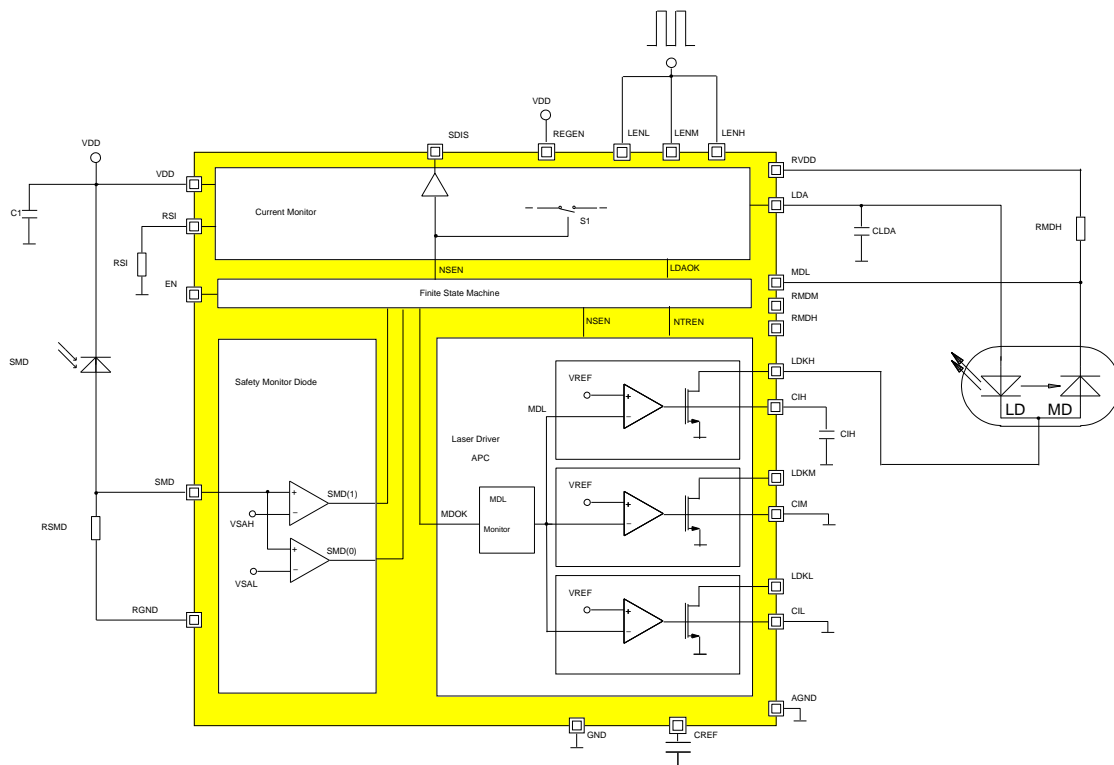 VDD
SDIS
REGEN
LENL
LENM
LENH
VDD
VDD
RVDD
C1
Current Monitor
S1
LDA
RSI
CLDA
RMDH
RSI
NSEN
LDAOK
MDL
EN
Finite State Machine
RMDM
NSEN
NTREN
RMDH
SMD
Safety Monitor Diode
LDKH
VREF
+
−
MDL
CIH
LD
MD
Laser Driver
APC
CIH
SMD
SMD(1)
+
−
VSAH
MDL
Monitor
MDOK
VREF
+
−
LDKM
CIM
RSMD
+
−
SMD(0)
VSAL
LDKL
VREF
+
−
CIL
RGND
AGND
GND
CREF